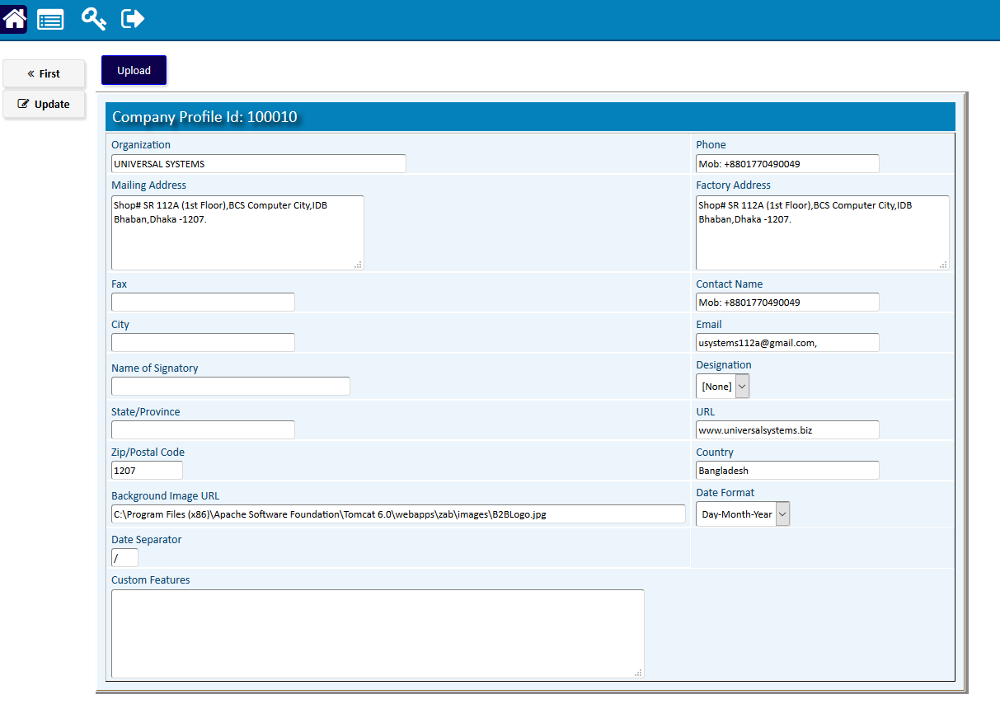 « First
Update
Upload
Company Profile Id: 100010
Organization
UNIVERSAL SYSTEMS
Phone
Mob: +8801770490049
Mailing Address
Shop# SR 112A (1st Floor),BCS Computer City,IDB
Bhaban,Dhaka -1207.
Factory Address
Shop# SR 112A (1st Floor),BCS Computer City,IDB
Bhaban,Dhaka -1207.
Fax
Contact Name
Mob: +8801770490049
City
Email
usystems112a@gmail.com,
Name of Signatory
Designation
[None]
State/Province
URL
www.universalsystems.biz
Zip/Postal Code
1207
Country
Bangladesh
Background Image URL
C:\Program Files (x86)\Apache Software Foundation\Tomcat 6.0\webapps\zab\images\B2BLogo.jpg
Date Format
Day-Month-Year
Date Separator
/
Custom Features